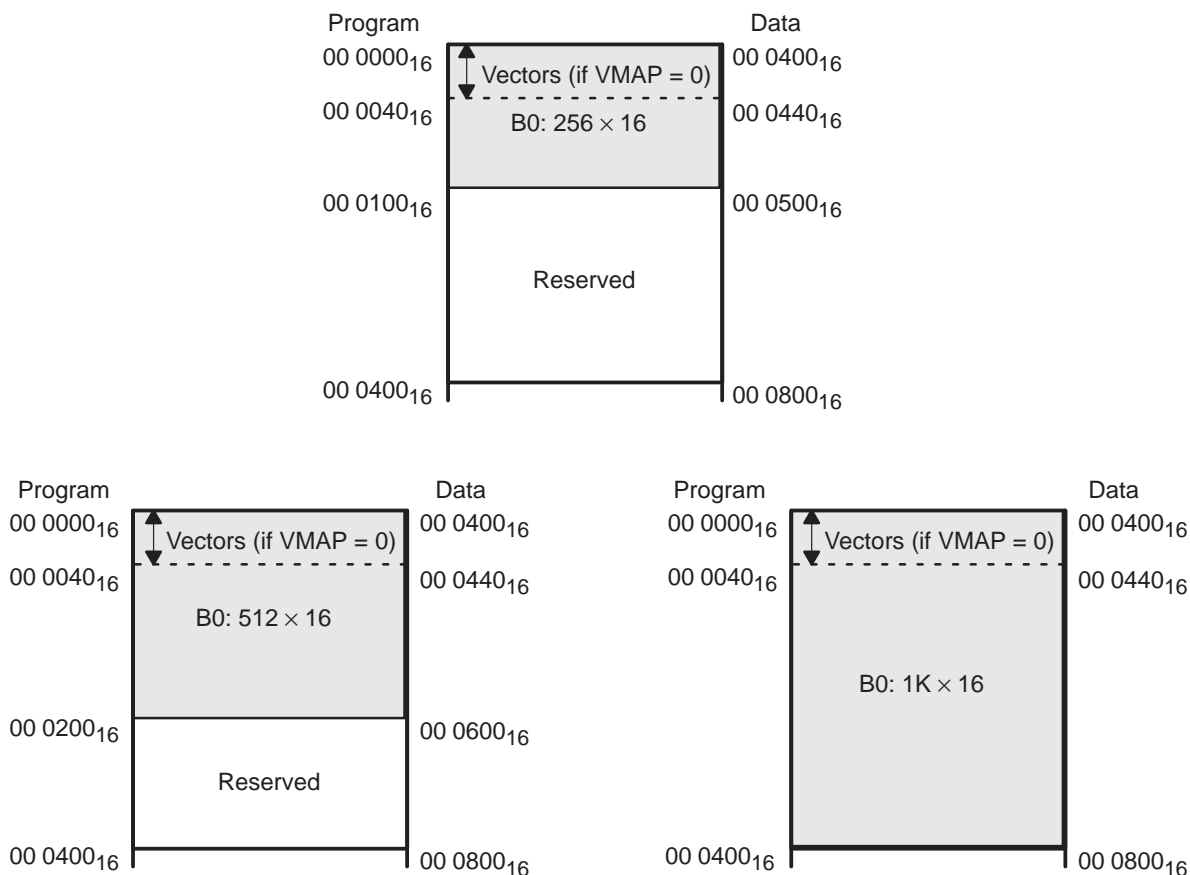 Program Data
00 0000₁₆ Vectors (if VMAP = 0) 00 0400₁₆
00 0040₁₆ B0: 256 × 16 00 0440₁₆
00 0100₁₆ 00 0500₁₆
Reserved
00 0400₁₆ 00 0800₁₆
Program Data
00 0000₁₆ Vectors (if VMAP = 0) 00 0400₁₆
00 0040₁₆ 00 0440₁₆
B0: 512 × 16
00 0200₁₆ 00 0600₁₆
Reserved
00 0400₁₆ 00 0800₁₆
Program Data
00 0000₁₆ Vectors (if VMAP = 0) 00 0400₁₆
00 0040₁₆ 00 0440₁₆
B0: 1K × 16
00 0400₁₆ 00 0800₁₆